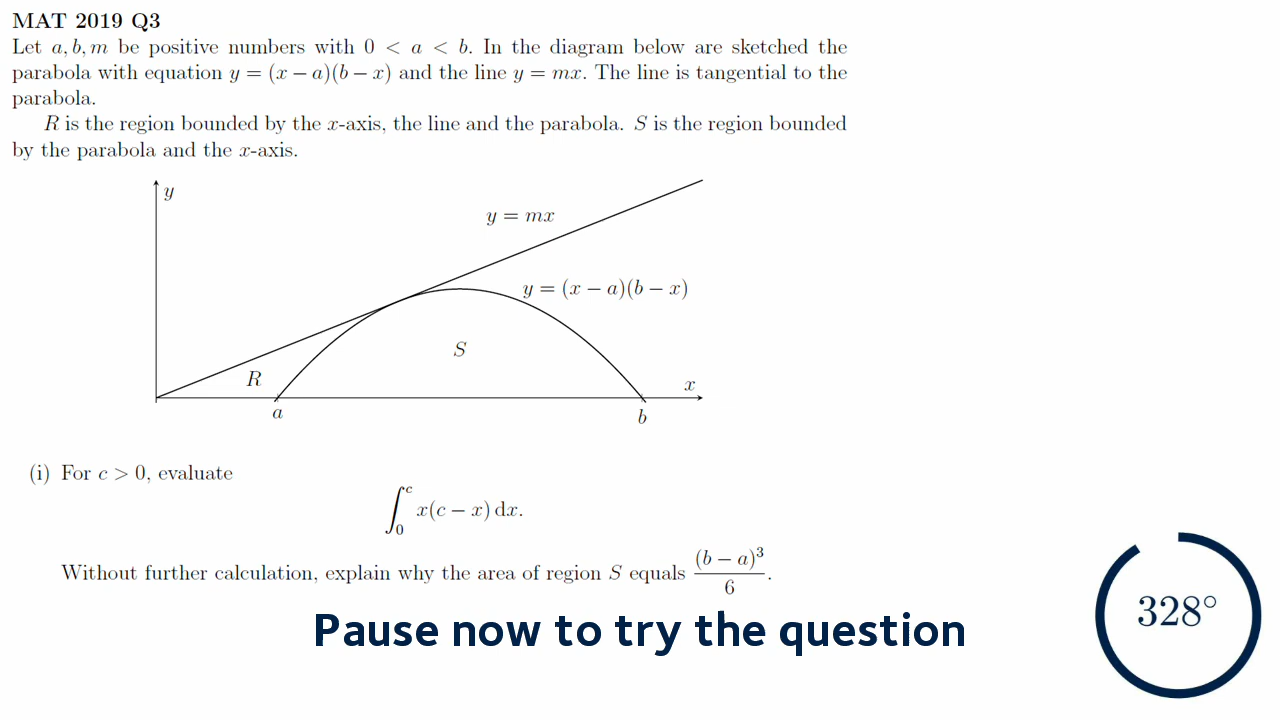 MAT 2019 Q3
Let a, b, m be positive numbers with 0 < a < b. In the diagram below are sketched the
parabola with equation y = (x − a)(b − x) and the line y = mx. The line is tangential to the
parabola.
R is the region bounded by the x-axis, the line and the parabola. S is the region bounded
by the parabola and the x-axis.
y
y = mx
y = (x − a)(b − x)
S
R
x
a
b
(i) For c > 0, evaluate
∫₀ᶜ x(c − x) dx.
Without further calculation, explain why the area of region S equals (b − a)³/6.
Pause now to try the question
328°